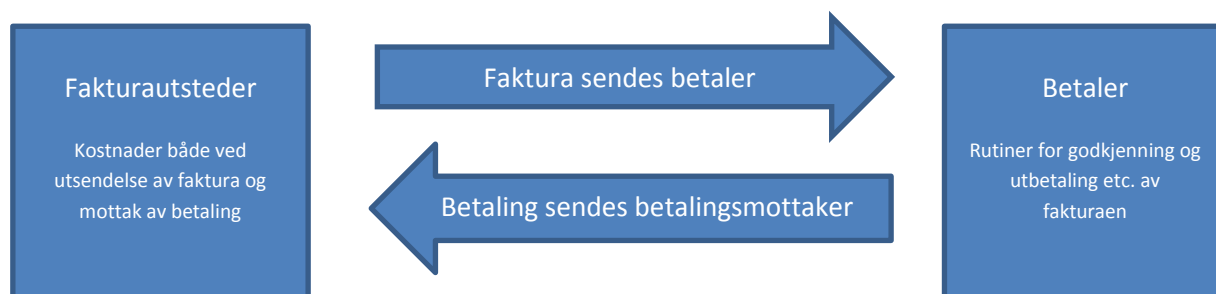 Fakturautsteder
Kostnader både ved
utsendelse av faktura og
mottak av betaling
Faktura sendes betaler
Betaling sendes betalingsmottaker
Betaler
Rutiner for godkjenning og
utbetaling etc. av
fakturaen